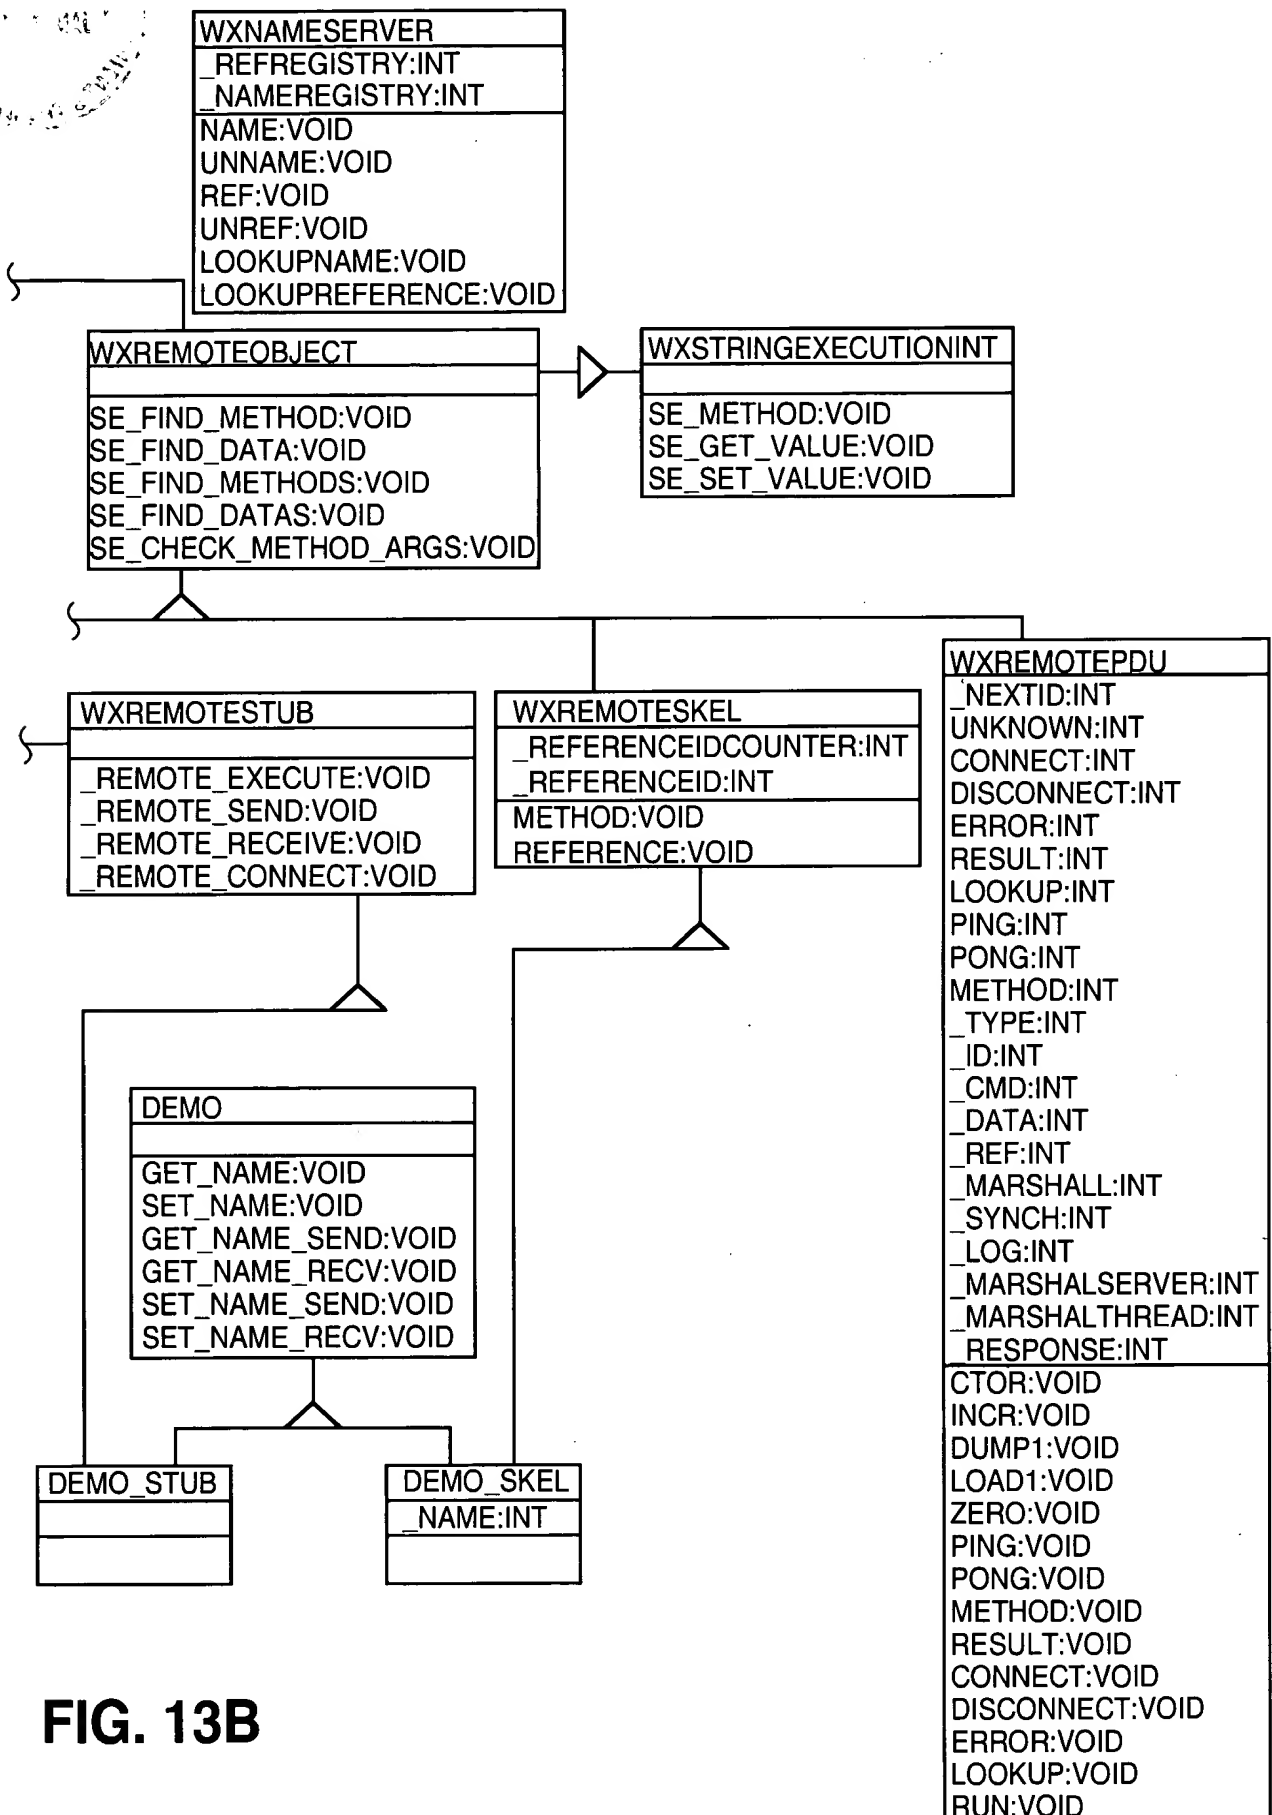 WXNAMESERVER
_REFREGISTRY:INT
_NAMEREGISTRY:INT
NAME:VOID
UNNAME:VOID
REF:VOID
UNREF:VOID
LOOKUPNAME:VOID
LOOKUPREFERENCE:VOID
WXREMOTEOBJECT
SE_FIND_METHOD:VOID
SE_FIND_DATA:VOID
SE_FIND_METHODS:VOID
SE_FIND_DATAS:VOID
SE_CHECK_METHOD_ARGS:VOID
WXSTRINGEXECUTIONINT
SE_METHOD:VOID
SE_GET_VALUE:VOID
SE_SET_VALUE:VOID
WXREMOTESTUB
_REMOTE_EXECUTE:VOID
_REMOTE_SEND:VOID
_REMOTE_RECEIVE:VOID
_REMOTE_CONNECT:VOID
WXREMOTESKEL
_REFERENCEIDCOUNTER:INT
_REFERENCEID:INT
METHOD:VOID
REFERENCE:VOID
WXREMOTEPDU
_NEXTID:INT
UNKNOWN:INT
CONNECT:INT
DISCONNECT:INT
ERROR:INT
RESULT:INT
LOOKUP:INT
PING:INT
PONG:INT
METHOD:INT
_TYPE:INT
_ID:INT
_CMD:INT
_DATA:INT
_REF:INT
_MARSHALL:INT
_SYNCH:INT
_LOG:INT
_MARSHALSERVER:INT
_MARSHALTHREAD:INT
_RESPONSE:INT
CTOR:VOID
INCR:VOID
DUMP1:VOID
LOAD1:VOID
ZERO:VOID
PING:VOID
PONG:VOID
METHOD:VOID
RESULT:VOID
CONNECT:VOID
DISCONNECT:VOID
ERROR:VOID
LOOKUP:VOID
RUN:VOID
DEMO
GET_NAME:VOID
SET_NAME:VOID
GET_NAME_SEND:VOID
GET_NAME_RECV:VOID
SET_NAME_SEND:VOID
SET_NAME_RECV:VOID
DEMO_STUB
DEMO_SKEL
_NAME:INT
FIG. 13B